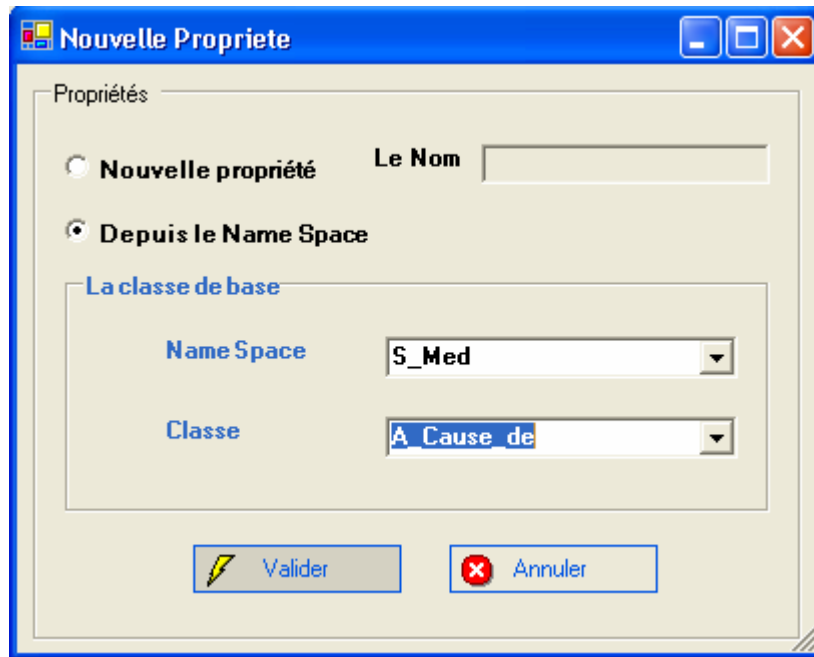 Nouvelle Propriete
Propriétés
Nouvelle propriété Le Nom
Depuis le Name Space
La classe de base
Name Space S_Med
Classe A_Cause_de
Valider Annuler